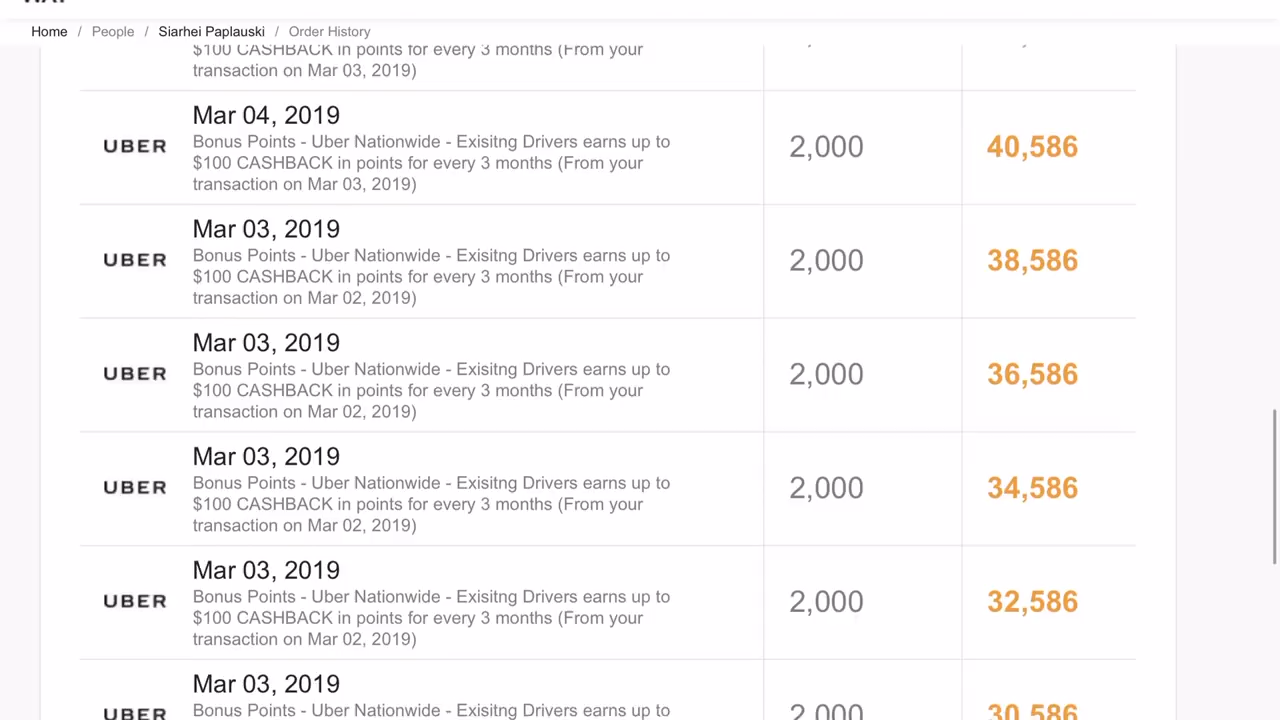 Home / People / Siarhei Paplauski / Order History
$100 CASHBACK in points for every 3 months (From your
transaction on Mar 03, 2019)
Mar 04, 2019
UBER
Bonus Points - Uber Nationwide - Exisitng Drivers earns up to
$100 CASHBACK in points for every 3 months (From your
transaction on Mar 03, 2019)
2,000
40,586
Mar 03, 2019
UBER
Bonus Points - Uber Nationwide - Exisitng Drivers earns up to
$100 CASHBACK in points for every 3 months (From your
transaction on Mar 02, 2019)
2,000
38,586
Mar 03, 2019
UBER
Bonus Points - Uber Nationwide - Exisitng Drivers earns up to
$100 CASHBACK in points for every 3 months (From your
transaction on Mar 02, 2019)
2,000
36,586
Mar 03, 2019
UBER
Bonus Points - Uber Nationwide - Exisitng Drivers earns up to
$100 CASHBACK in points for every 3 months (From your
transaction on Mar 02, 2019)
2,000
34,586
Mar 03, 2019
UBER
Bonus Points - Uber Nationwide - Exisitng Drivers earns up to
$100 CASHBACK in points for every 3 months (From your
transaction on Mar 02, 2019)
2,000
32,586
Mar 03, 2019
UBER
Bonus Points - Uber Nationwide - Exisitng Drivers earns up to
2,000
30,586